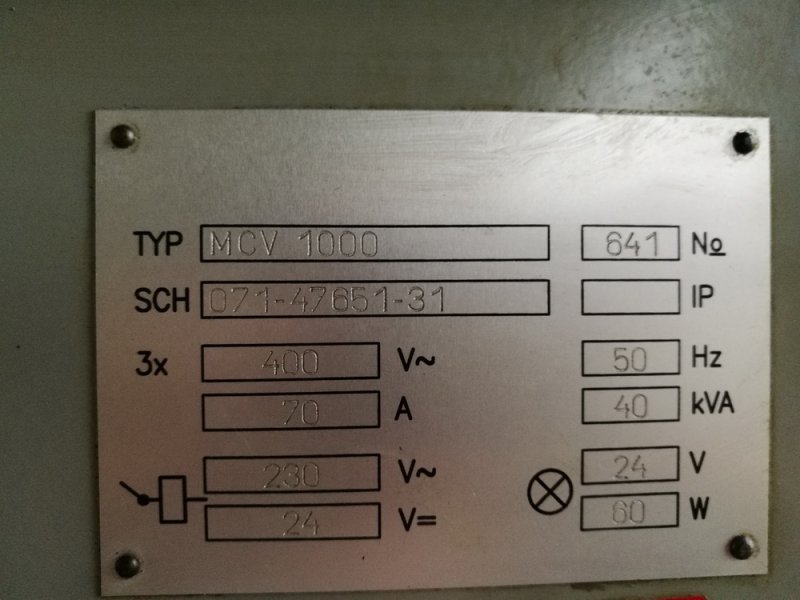 TYP MCV 1000 641 No
SCH 071-47651-31 IP
3x 400 V~ 50 Hz
70 A 40 kVA
230 V~ 24 V
24 V= 60 W